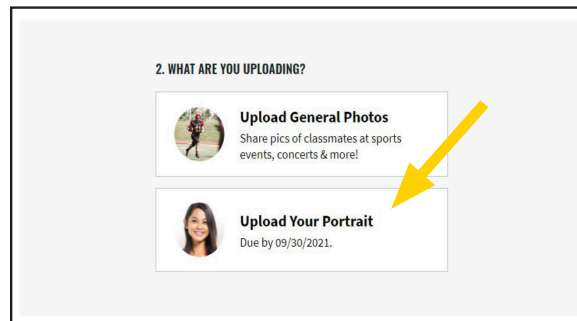 2. WHAT ARE YOU UPLOADING?
Upload General Photos
Share pics of classmates at sports
events, concerts & more!
Upload Your Portrait
Due by 09/30/2021.